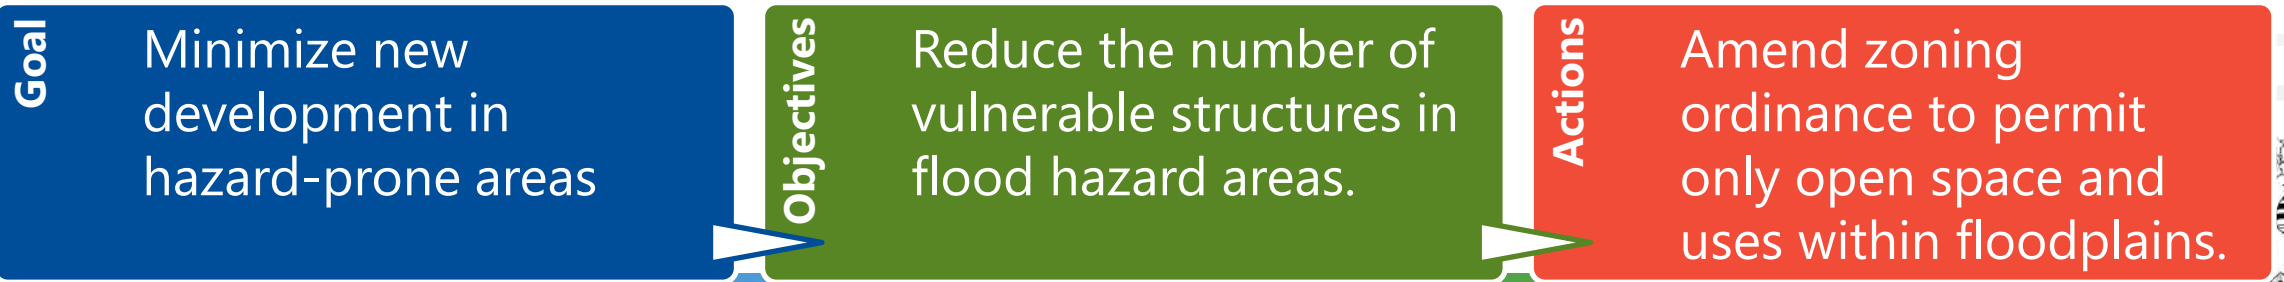 Goal
Minimize new
development in
hazard-prone areas
Objectives
Reduce the number of
vulnerable structures in
flood hazard areas.
Actions
Amend zoning
ordinance to permit
only open space and
uses within floodplains.